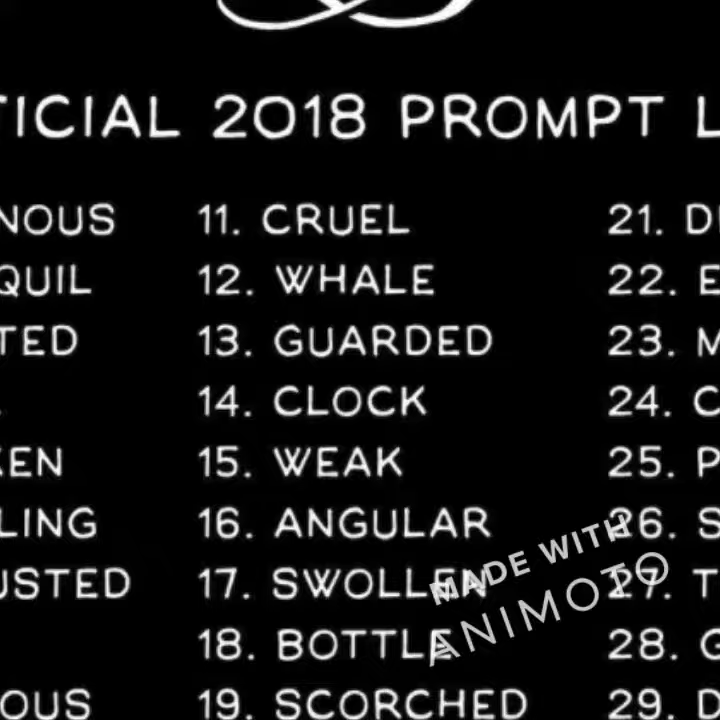 ICIAL 2018 PROMPT L
NOUS
QUIL
TED
KEN
LING
USTED
OUS
11. CRUEL
12. WHALE
13. GUARDED
14. CLOCK
15. WEAK
16. ANGULAR
17. SWOLLEN
18. BOTTLE
19. SCORCHED
21. D
22. E
23. M
24. C
25. P
26. S
27. T
28. G
29. D
MADE WITH
ANIMOTO